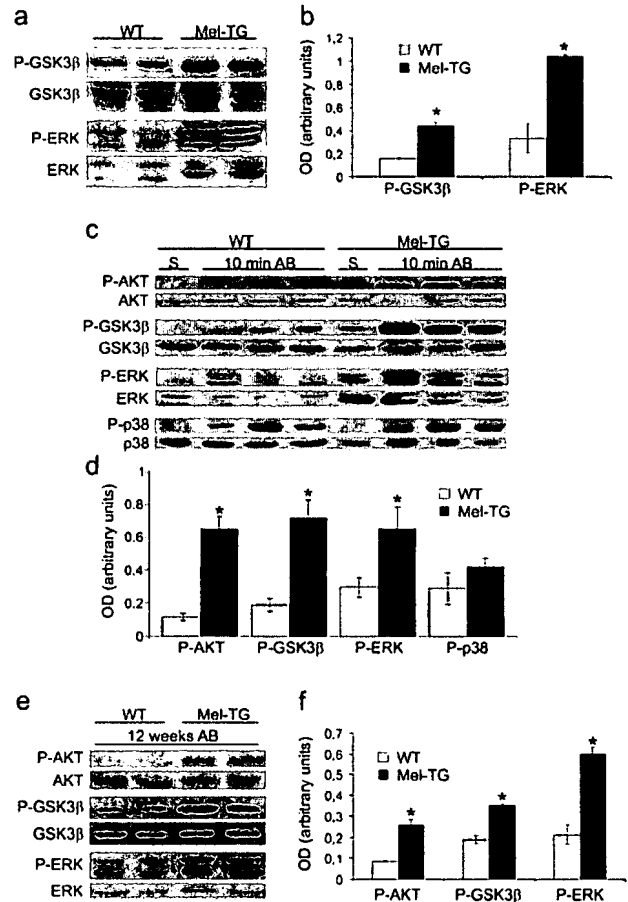 a
WT Mel-TG
P-GSK3β
GSK3β
P-ERK
ERK
b
OD (arbitrary units)
1,2
1
0,8
0,6
0,4
0,2
0
WT
Mel-TG
*
*
P-GSK3β P-ERK
c
WT Mel-TG
S 10 min AB S 10 min AB
P-AKT
AKT
P-GSK3β
GSK3β
P-ERK
ERK
P-p38
p38
d
OD (arbitrary units)
1
0.8
0.6
0.4
0.2
0
WT
Mel-TG
* * *
P-AKT P-GSK3β P-ERK P-p38
e
WT Mel-TG
12 weeks AB
P-AKT
AKT
P-GSK3β
GSK3β
P-ERK
ERK
f
OD (arbitrary units)
0,7
0,6
0,5
0,4
0,3
0,2
0,1
0
WT
Mel-TG
* * *
P-AKT P-GSK3β P-ERK